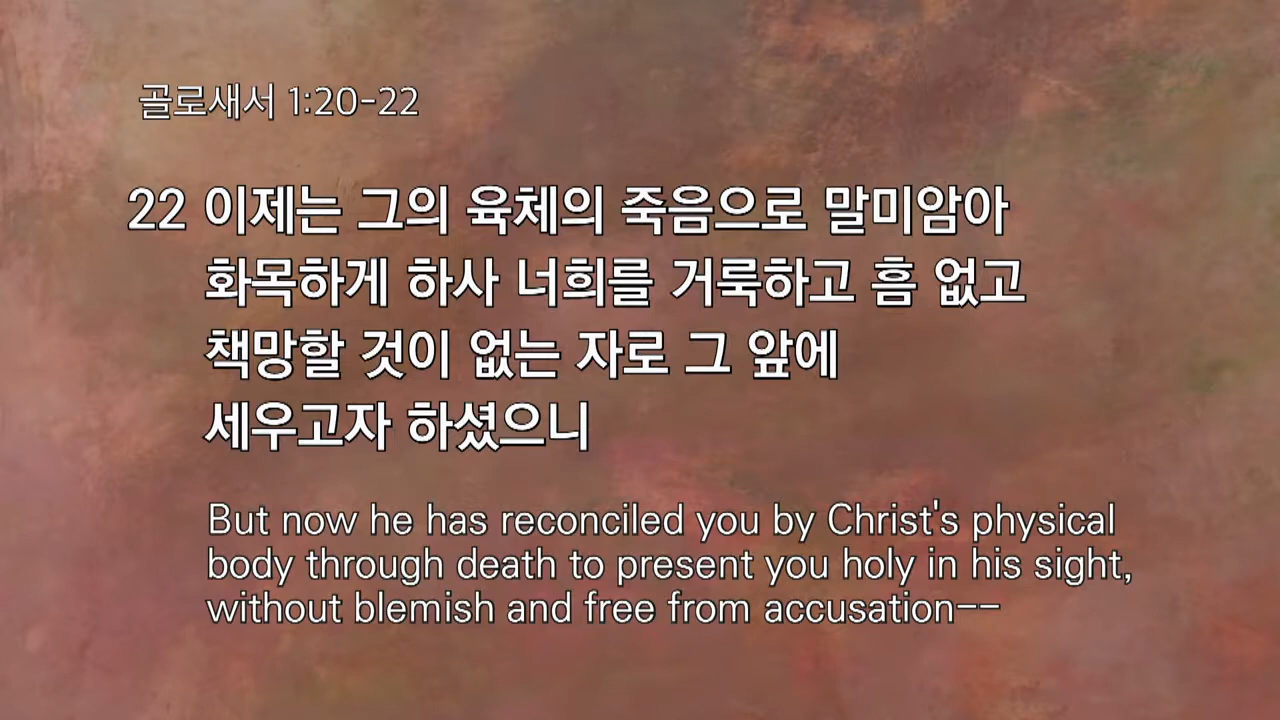 골로새서 1:20-22
22 이제는 그의 육체의 죽음으로 말미암아
화목하게 하사 너희를 거룩하고 흠 없고
책망할 것이 없는 자로 그 앞에
세우고자 하셨으니
But now he has reconciled you by Christ's physical
body through death to present you holy in his sight,
without blemish and free from accusation--